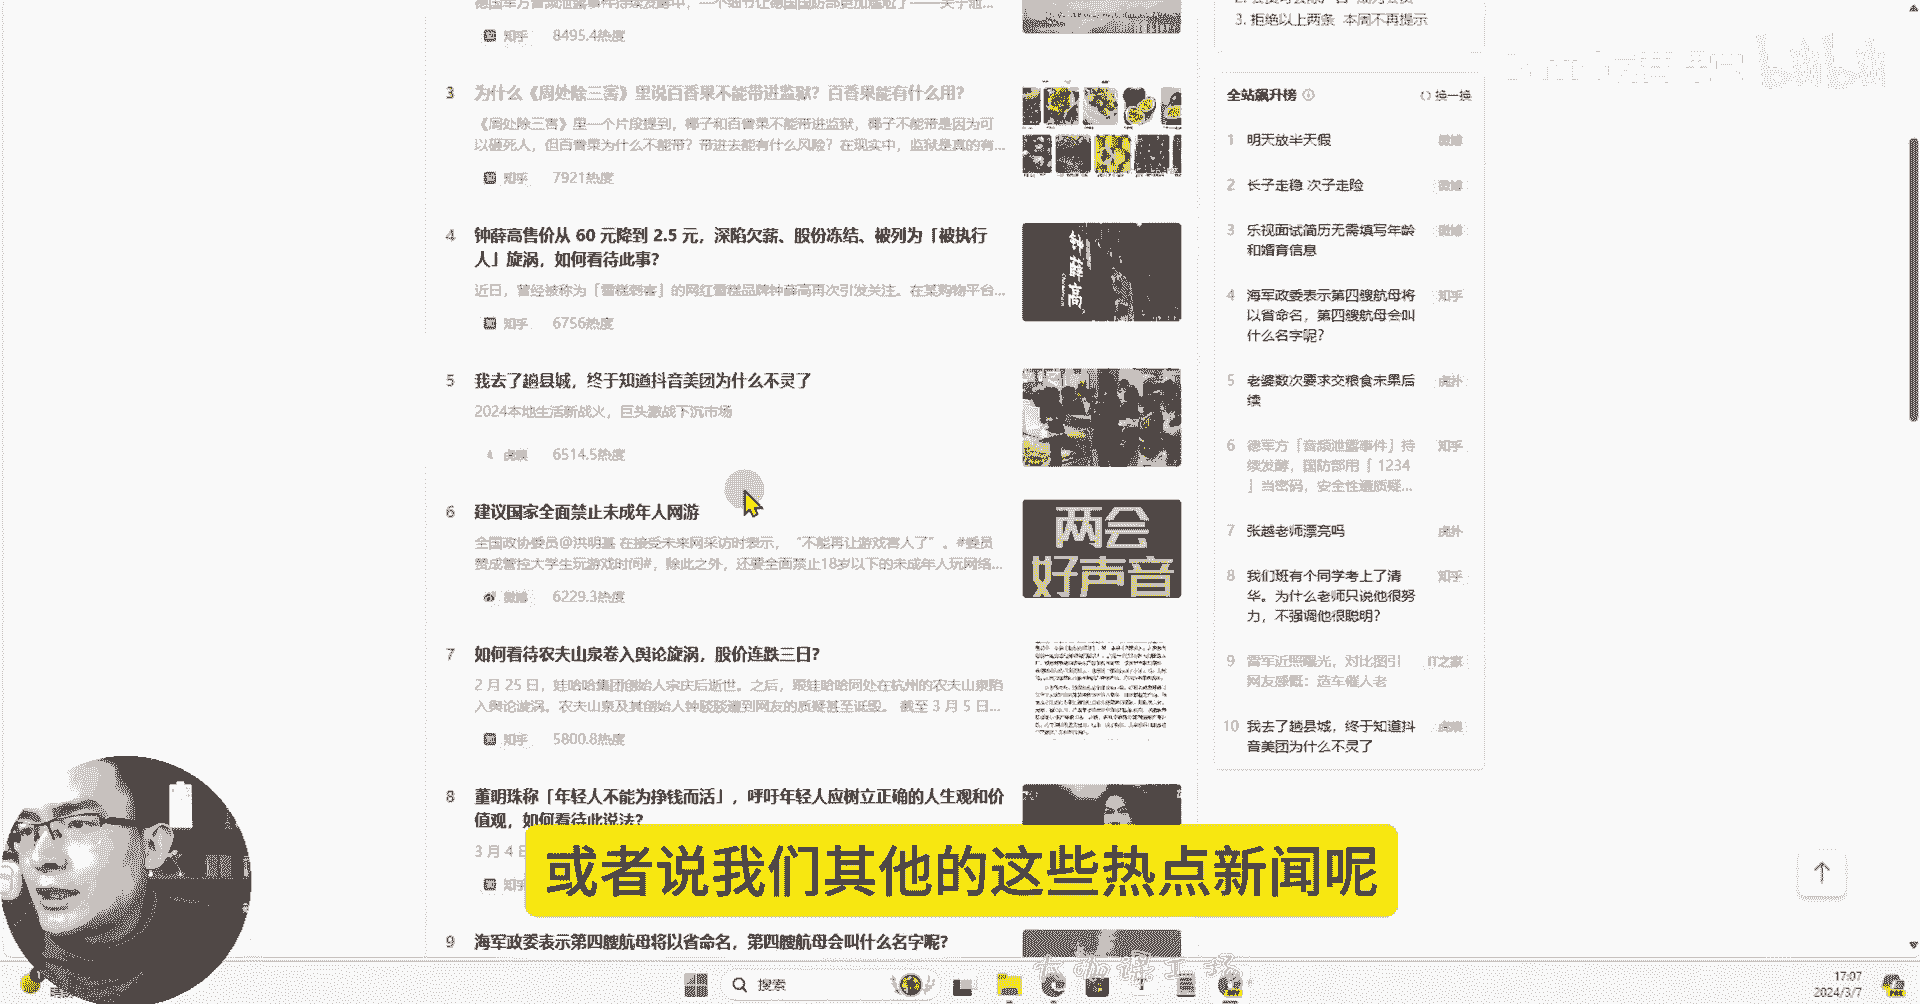 知乎 8495.4热度
3 为什么《周处除三害》里说百香果不能带进监狱？百香果能有什么用？
《周处除三害》里一个片段提到，椰子和百香果不能带进监狱，椰子不能带是因为可
以砸死人，但百香果为什么不能带？带进去能有什么风险？在现实中，监狱是真的有...
知乎 7921热度
4 钟薛高售价从 60 元降到 2.5 元，深陷欠薪、股份冻结、被列为「被执行
人」旋涡，如何看待此事？
近日，曾经被称为「雪糕刺客」的网红雪糕品牌钟薛高再次引发关注。在某购物平台...
知乎 6756热度
钟薛高
5 我去了趟县城，终于知道抖音美团为什么不灵了
2024本地生活新战火，巨头激战下沉市场
虎嗅 6514.5热度
6 建议国家全面禁止未成年人网游
全国政协委员@洪明基 在接受未来网采访时表示，“不能再让游戏害人了”。#委员
赞成管控大学生玩游戏时间#，除此之外，还要全面禁止18岁以下的未成年人玩网络...
微博 6229.3热度
两会
好声音
7 如何看待农夫山泉卷入舆论旋涡，股价连跌三日？
2 月 25 日，娃哈哈集团创始人宗庆后逝世。之后，跟娃哈哈同处在杭州的农夫山泉陷
入舆论旋涡。农夫山泉及其创始人钟睒睒遭到网友的质疑甚至诋毁。 截至 3 月 5 日...
知乎 5800.8热度
8 董明珠称「年轻人不能为挣钱而活」，呼吁年轻人应树立正确的人生观和价
值观，如何看待此说法？
3 月 4 日
知乎
9 海军政委表示第四艘航母将以省命名，第四艘航母会叫什么名字呢？
3. 拒绝以上两条 本周不再提示
全站飙升榜 换一换
1 明天放半天假 微博
2 长子走稳 次子走险 微博
3 乐视面试简历无需填写年龄 微博
和婚育信息
4 海军政委表示第四艘航母将 知乎
以省命名，第四艘航母会叫
什么名字呢？
5 老婆数次要求交粮食未果后 虎扑
续
6 德军方「音频泄露事件」持 知乎
续发酵，国防部用「 1234
」当密码，安全性遭质疑...
7 张越老师漂亮吗 虎扑
8 我们班有个同学考上了清 知乎
华。为什么老师只说他很努
力，不强调他很聪明？
9 雷军近照曝光，对比图引 IT之家
网友感慨：造车催人老
10 我去了趟县城，终于知道抖 虎嗅
音美团为什么不灵了
bilibili
或者说我们其他的这些热点新闻呢
搜索
17:07
2024/3/7